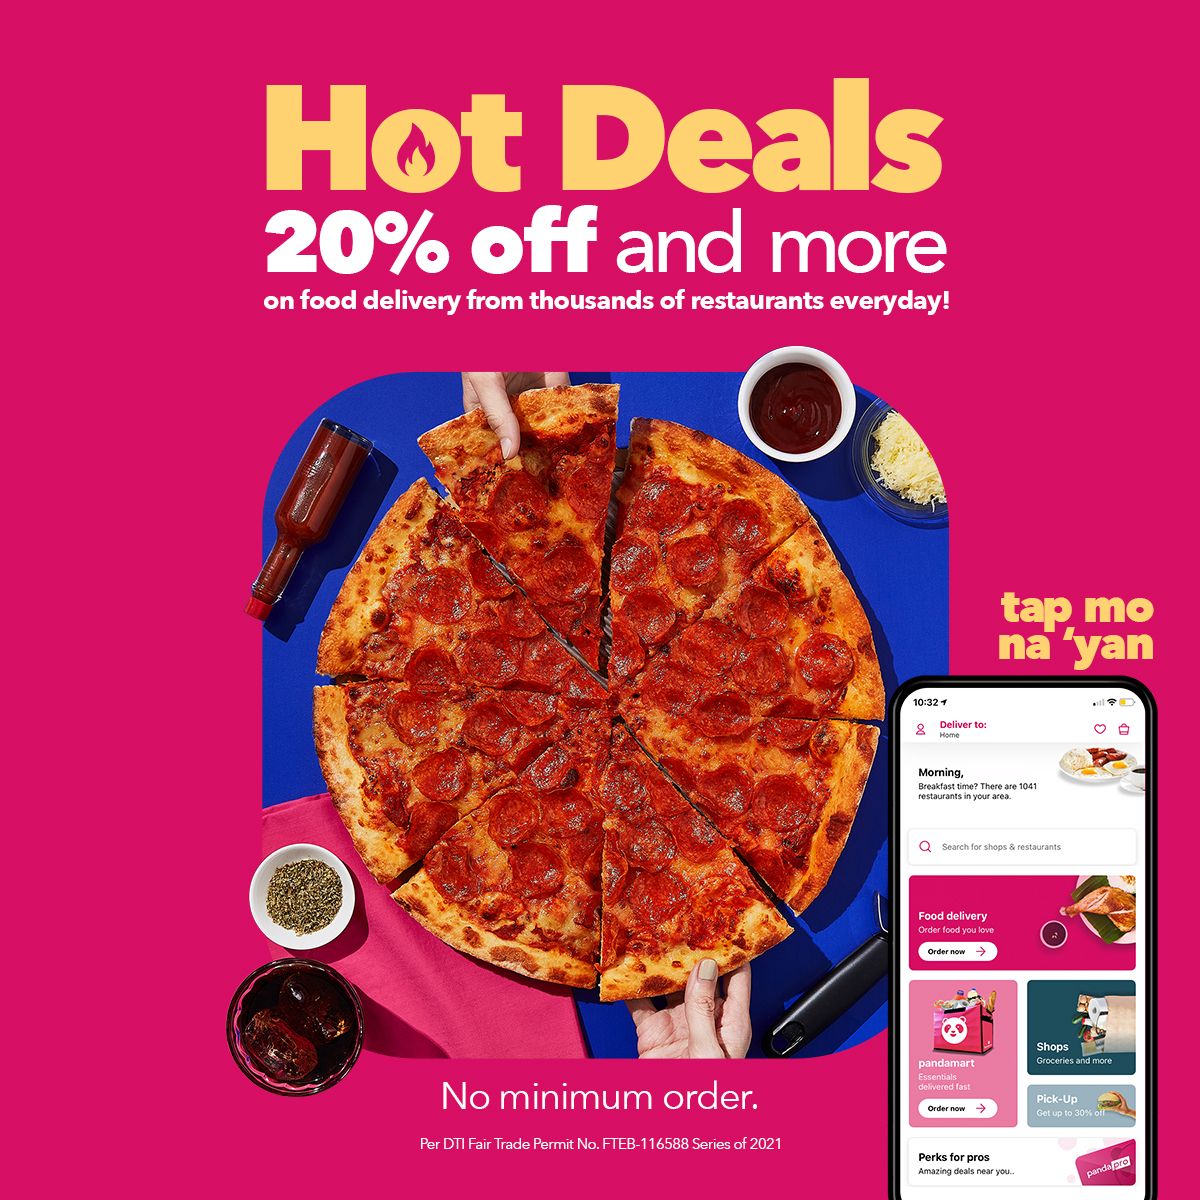 Hot Deals
20% off and more
on food delivery from thousands of restaurants everyday!
tap mo
na ‘yan
10:32
Deliver to:
Home
Morning,
Breakfast time? There are 1041
restaurants in your area.
Search for shops & restaurants
Food delivery
Order food you love
Order now
pandamart
Essentials
delivered fast
Order now
Shops
Groceries and more
Pick-Up
Get up to 30% off
Perks for pros
Amazing deals near you..
panda pro
No minimum order.
Per DTI Fair Trade Permit No. FTEB-116588 Series of 2021